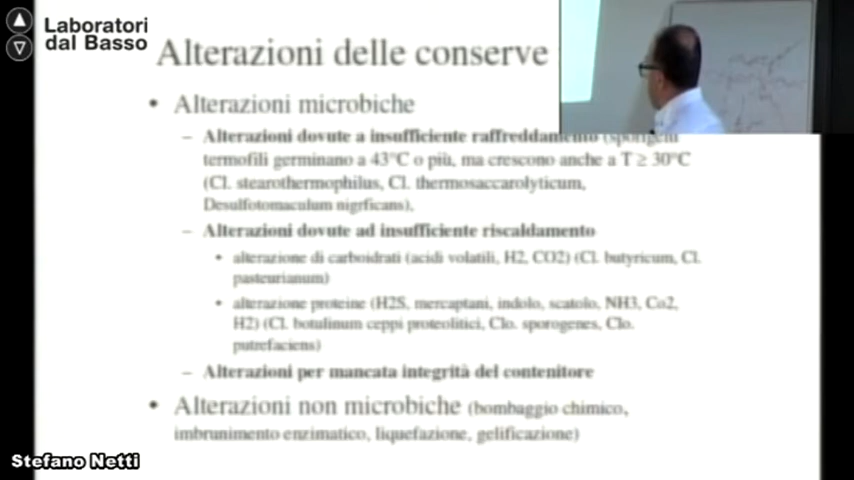 Laboratori
dal Basso
Alterazioni delle conserve
• Alterazioni microbiche
– Alterazioni dovute a insufficiente raffreddamento (sporigeni
termofili germinano a 43°C o più, ma crescono anche a T ≥ 30°C
(Cl. stearothermophilus, Cl. thermosaccarolyticum,
Desulfotomaculum nigrficans),
– Alterazioni dovute ad insufficiente riscaldamento
• alterazione di carboidrati (acidi volatili, H2, CO2) (Cl. butyricum, Cl.
pasteurianum)
• alterazione proteine (H2S, mercaptani, indolo, scatolo, NH3, Co2,
H2) (Cl. botulinum ceppi proteolitici, Clo. sporogenes, Clo.
putrefaciens)
– Alterazioni per mancata integrità del contenitore
• Alterazioni non microbiche (bombaggio chimico,
imbrunimento enzimatico, liquefazione, gelificazione)
Stefano Netti